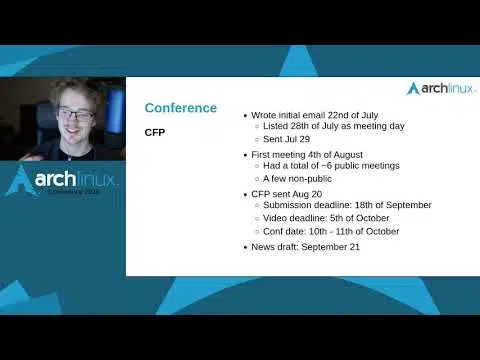 archlinux
Conference
CFP
Wrote initial email 22nd of July
Listed 28th of July as meeting day
Sent Jul 29
First meeting 4th of August
Had a total of ~6 public meetings
A few non-public
CFP sent Aug 20
Submission deadline: 18th of September
Video deadline: 5th of October
Conf date: 10th - 11th of October
News draft: September 21
archlinux
Conference 2020